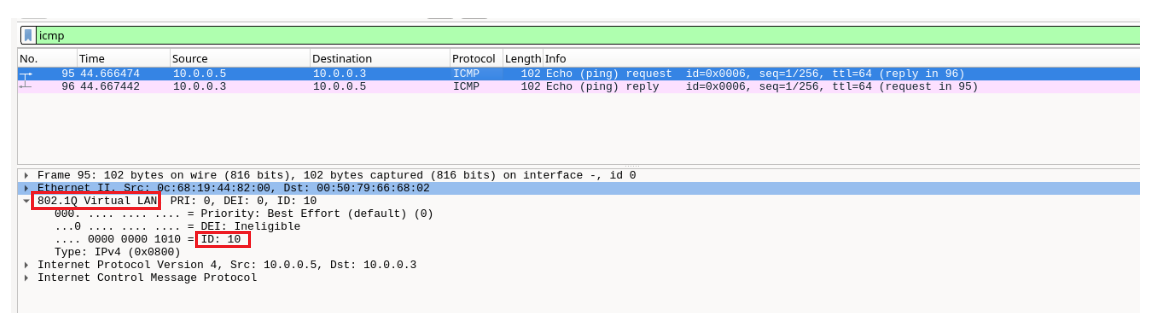 icmp
No. Time Source Destination Protocol Length Info
95 44.666474 10.0.0.5 10.0.0.3 ICMP 102 Echo (ping) request id=0x0006, seq=1/256, ttl=64 (reply in 96)
96 44.667442 10.0.0.3 10.0.0.5 ICMP 102 Echo (ping) reply id=0x0006, seq=1/256, ttl=64 (request in 95)
Frame 95: 102 bytes on wire (816 bits), 102 bytes captured (816 bits) on interface -, id 0
Ethernet II, Src: 0c:68:19:44:82:00, Dst: 00:50:79:66:68:02
802.1Q Virtual LAN, PRI: 0, DEI: 0, ID: 10
000. .... .... .... = Priority: Best Effort (default) (0)
...0 .... .... .... = DEI: Ineligible
.... 0000 0000 1010 = ID: 10
Type: IPv4 (0x0800)
Internet Protocol Version 4, Src: 10.0.0.5, Dst: 10.0.0.3
Internet Control Message Protocol